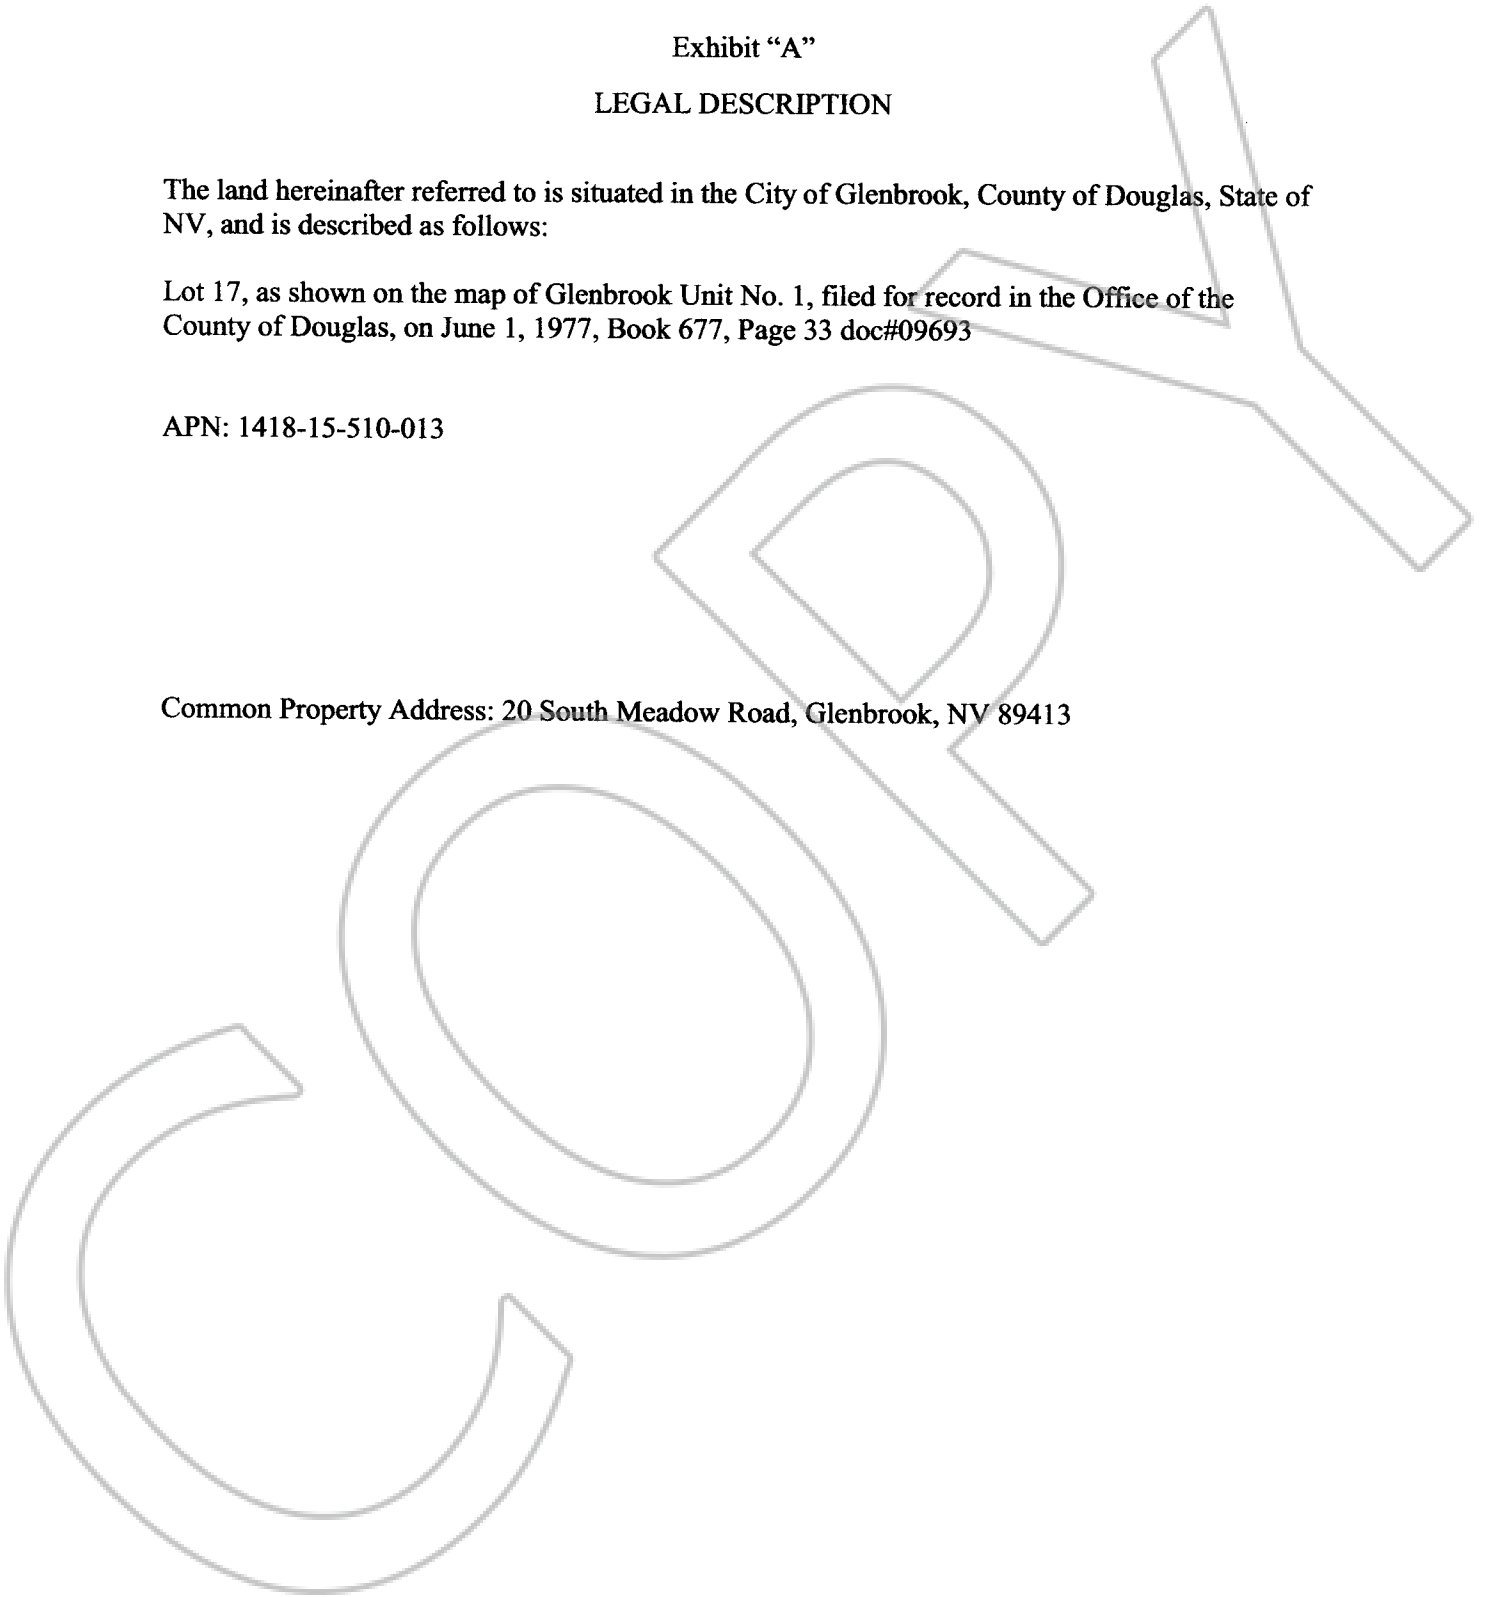 Exhibit “A”
LEGAL DESCRIPTION
The land hereinafter referred to is situated in the City of Glenbrook, County of Douglas, State of
NV, and is described as follows:
Lot 17, as shown on the map of Glenbrook Unit No. 1, filed for record in the Office of the
County of Douglas, on June 1, 1977, Book 677, Page 33 doc#09693
APN: 1418-15-510-013
Common Property Address: 20 South Meadow Road, Glenbrook, NV 89413
COPY